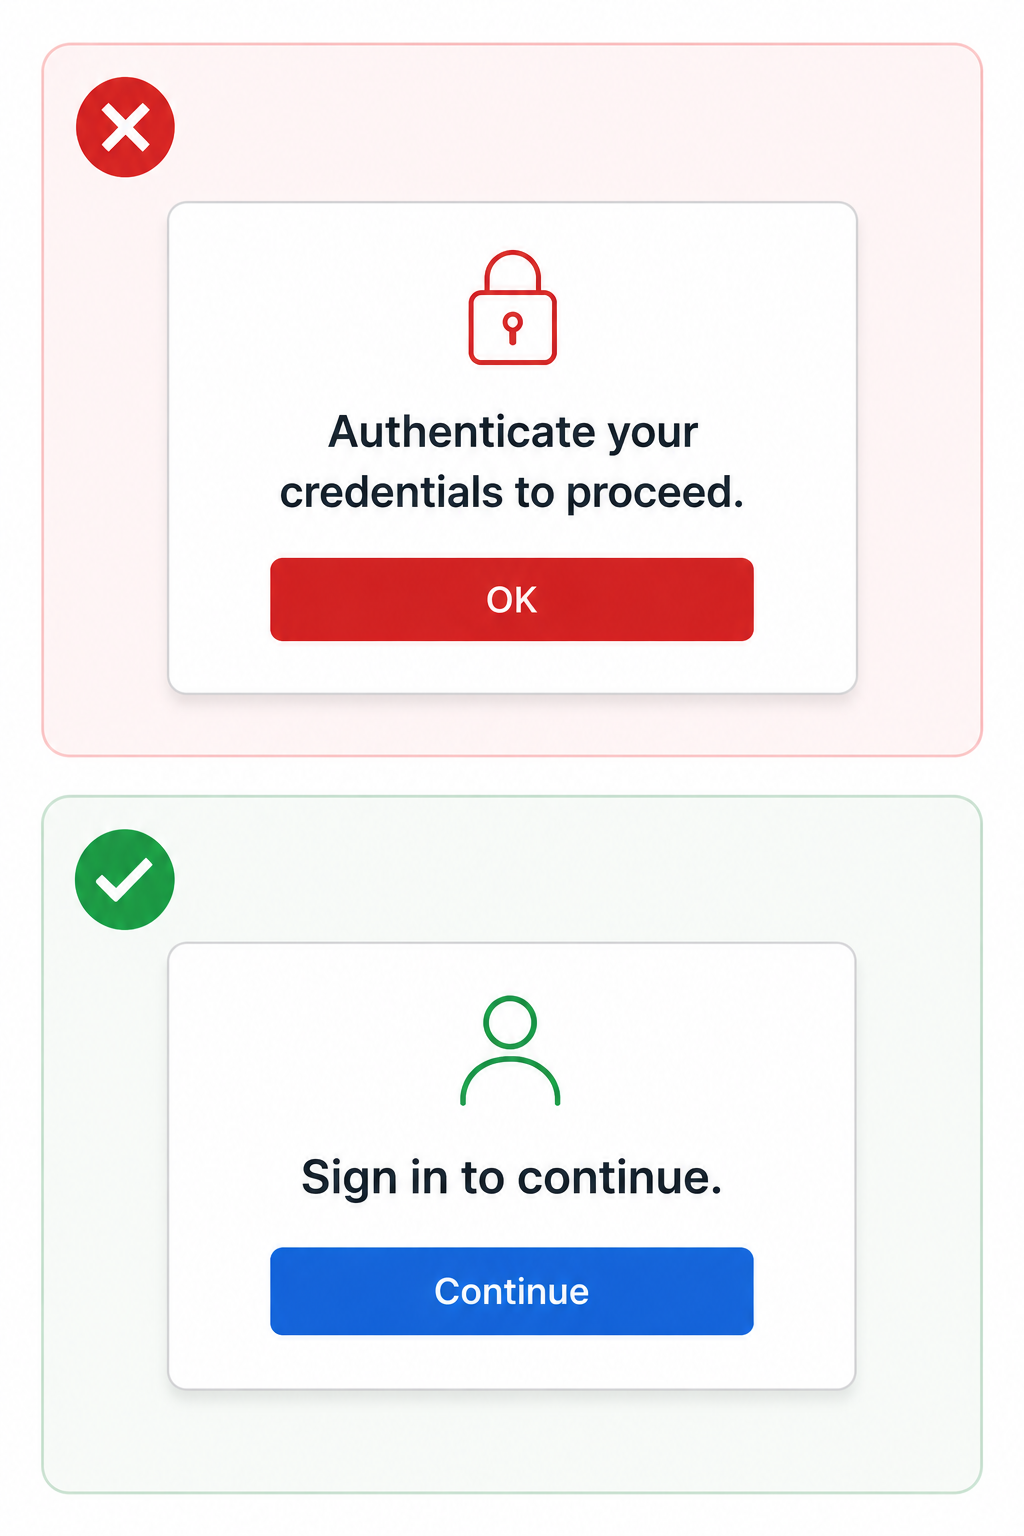 Authenticate your
credentials to proceed.
OK
Sign in to continue.
Continue